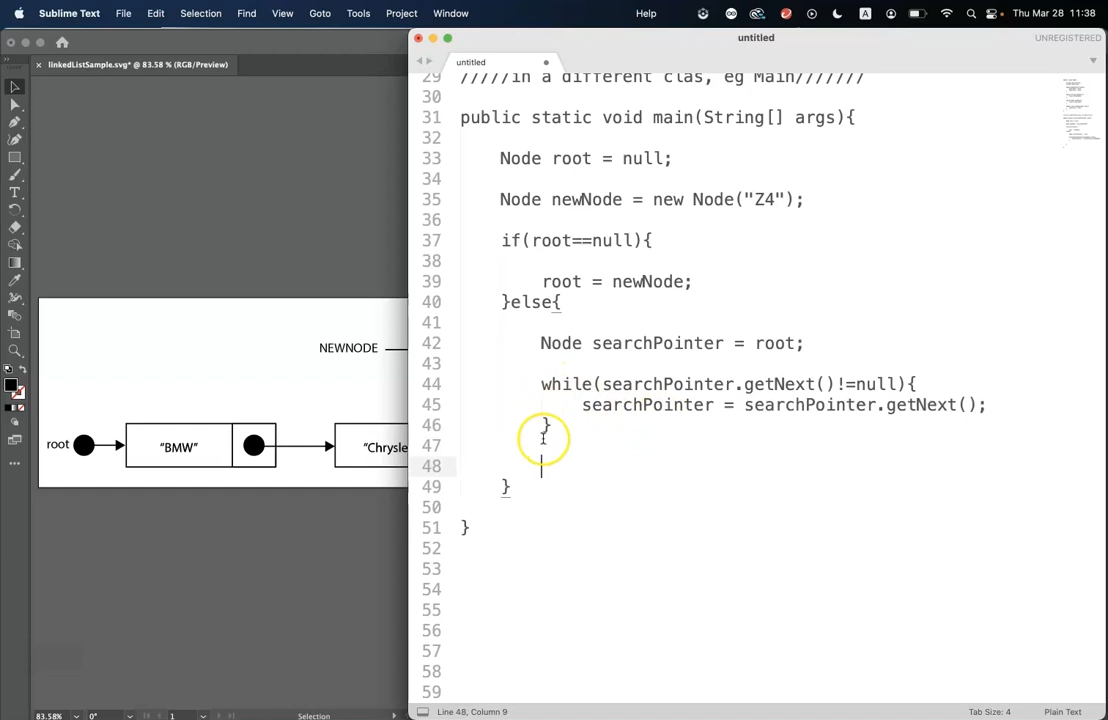 Sublime Text File Edit Selection Find View Goto Tools Project Window Help A Thu Mar 28 11:38
untitled UNREGISTERED
linkedListSample.svg* @ 83.58 % (RGB/Preview)
untitled
29 /////in a different clas, eg Main///////
30
31 public static void main(String[] args){
32
33 Node root = null;
34
35 Node newNode = new Node("Z4");
36
37 if(root==null){
38
39 root = newNode;
40 }else{
41
42 Node searchPointer = root;
43
44 while(searchPointer.getNext()!=null){
45 searchPointer = searchPointer.getNext();
46 }
47
48
49 }
50
51 }
52
53
54
55
56
57
58
59
NEWNODE
root "BMW" "Chrysle
83.58% 0° 1 Selection
Line 48, Column 9 Tab Size: 4 Plain Text